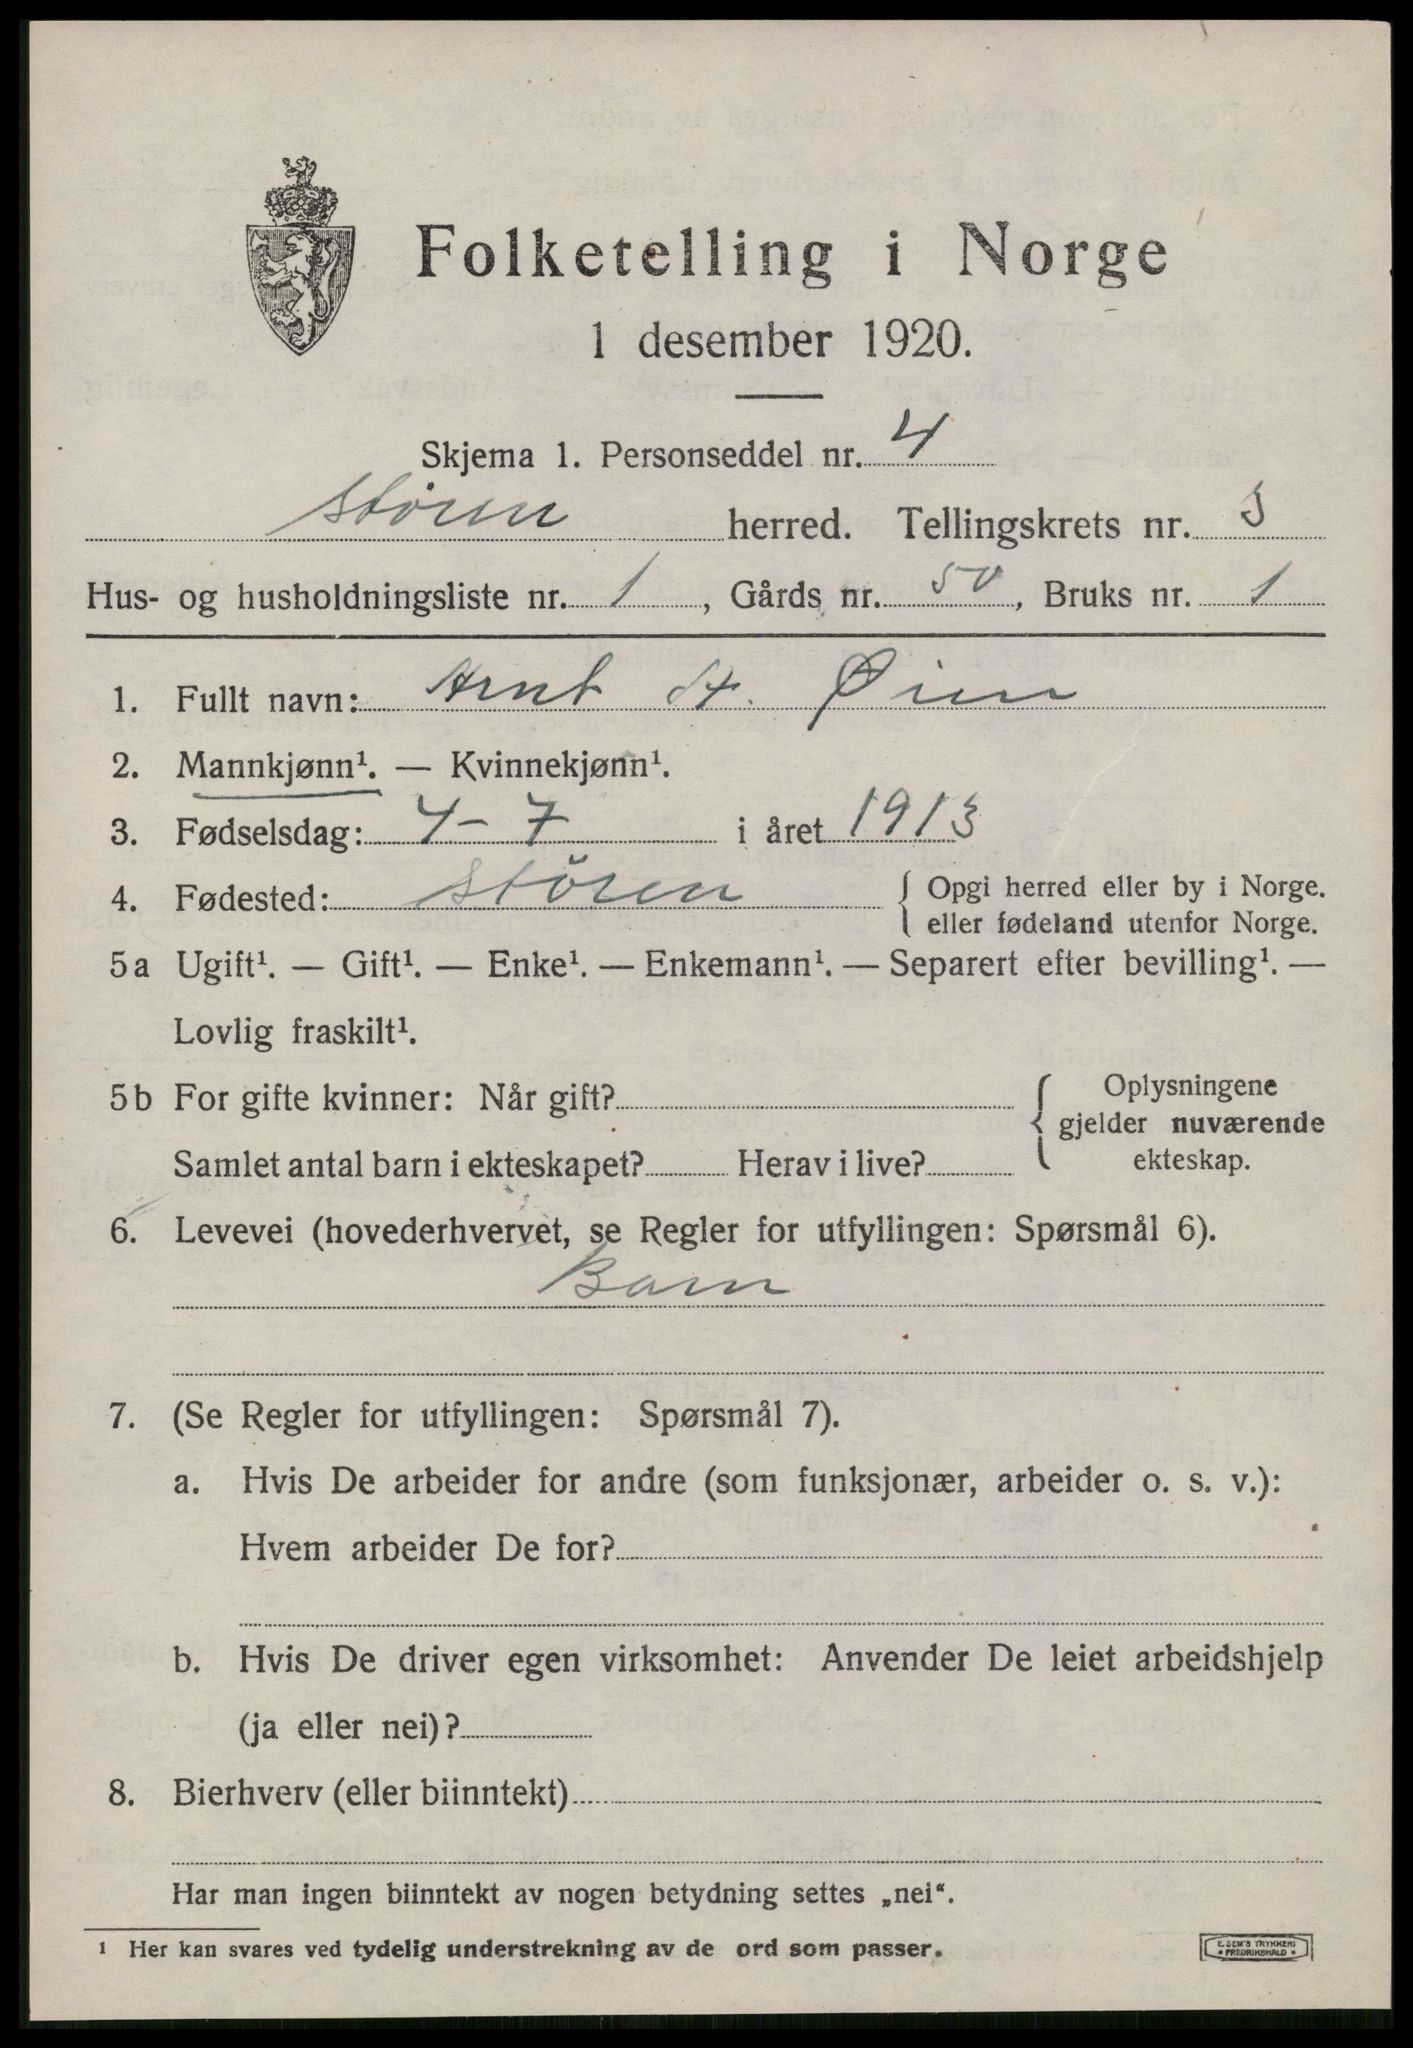 Folketelling i Norge
1 desember 1920.
Skjema 1. Personseddel nr. 4
Støren herred. Tellingskrets nr. 5
Hus- og husholdningsliste nr. 1, Gårds nr. 50, Bruks nr. 1
1. Fullt navn: Arnt St. Øien
2. Mannkjønn¹. — Kvinnekjønn¹.
3. Fødselsdag: 4-7 i året 1913
4. Fødested: Støren { Opgi herred eller by i Norge.
eller fødeland utenfor Norge.
5a Ugift¹. — Gift¹. — Enke¹. — Enkemann¹. — Separert efter bevilling¹. —
Lovlig fraskilt¹.
5b For gifte kvinner: Når gift? { Oplysningene
gjelder nuværende
Samlet antal barn i ekteskapet? Herav i live? ekteskap.
6. Levevei (hovederhvervet, se Regler for utfyllingen: Spørsmål 6).
Barn
7. (Se Regler for utfyllingen: Spørsmål 7).
a. Hvis De arbeider for andre (som funksjonær, arbeider o. s. v.):
Hvem arbeider De for?
b. Hvis De driver egen virksomhet: Anvender De leiet arbeidshjelp
(ja eller nei)?
8. Bierhverv (eller biinntekt)
Har man ingen biinntekt av nogen betydning settes „nei“.
¹ Her kan svares ved tydelig understrekning av de ord som passer.
E. SEM'S TRYKKERI
• FREDRIKSHALD •